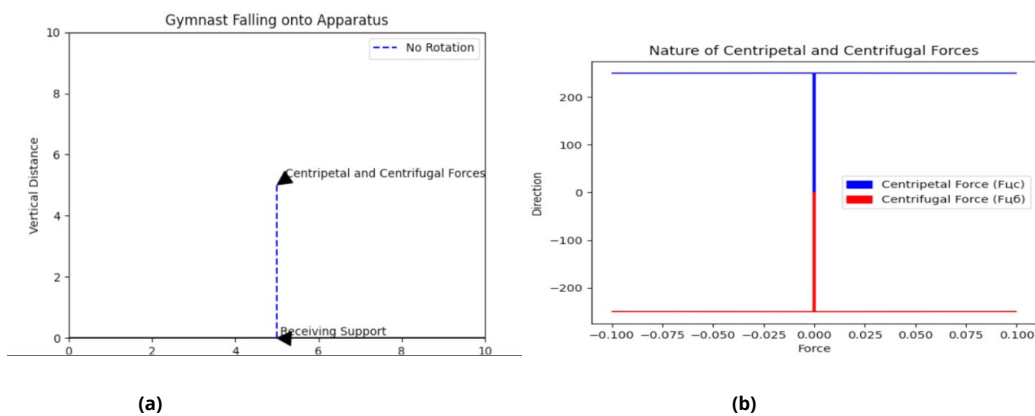 Gymnast Falling onto Apparatus
10
No Rotation
8
6
Centripetal and Centrifugal Forces
4
2
Receiving Support
0
0 2 4 6 8 10
Vertical Distance
(a)
Nature of Centripetal and Centrifugal Forces
200
100
0
−100
−200
Centripetal Force (Fцс)
Centrifugal Force (Fцб)
Direction
−0.100 −0.075 −0.050 −0.025 0.000 0.025 0.050 0.075 0.100
Force
(b)